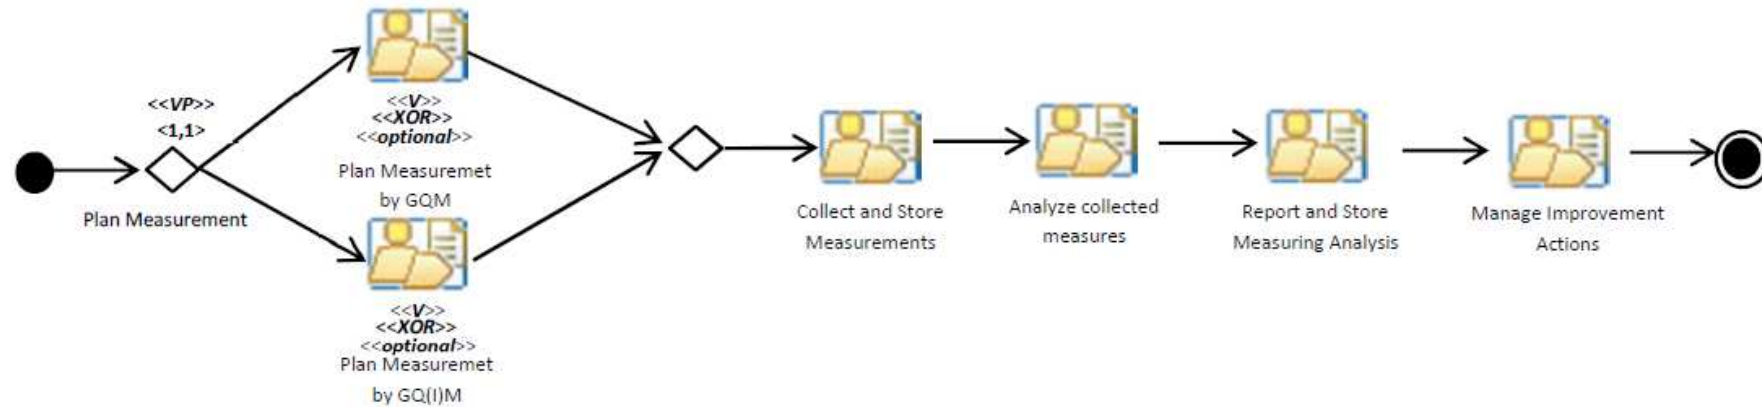 <<VP>>
<1,1>
Plan Measurement
<<V>>
<<XOR>>
<<optional>>
Plan Measuremet
by GQM
<<V>>
<<XOR>>
<<optional>>
Plan Measuremet
by GQ(I)M
Collect and Store
Measurements
Analyze collected
measures
Report and Store
Measuring Analysis
Manage Improvement
Actions